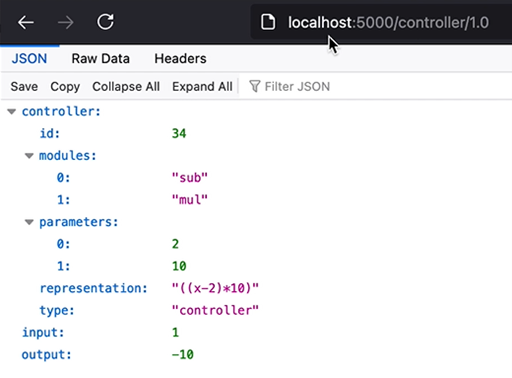 localhost:5000/controller/1.0
JSON Raw Data Headers
Save Copy Collapse All Expand All Filter JSON
controller:
id: 34
modules:
0: "sub"
1: "mul"
parameters:
0: 2
1: 10
representation: "((x-2)*10)"
type: "controller"
input: 1
output: -10